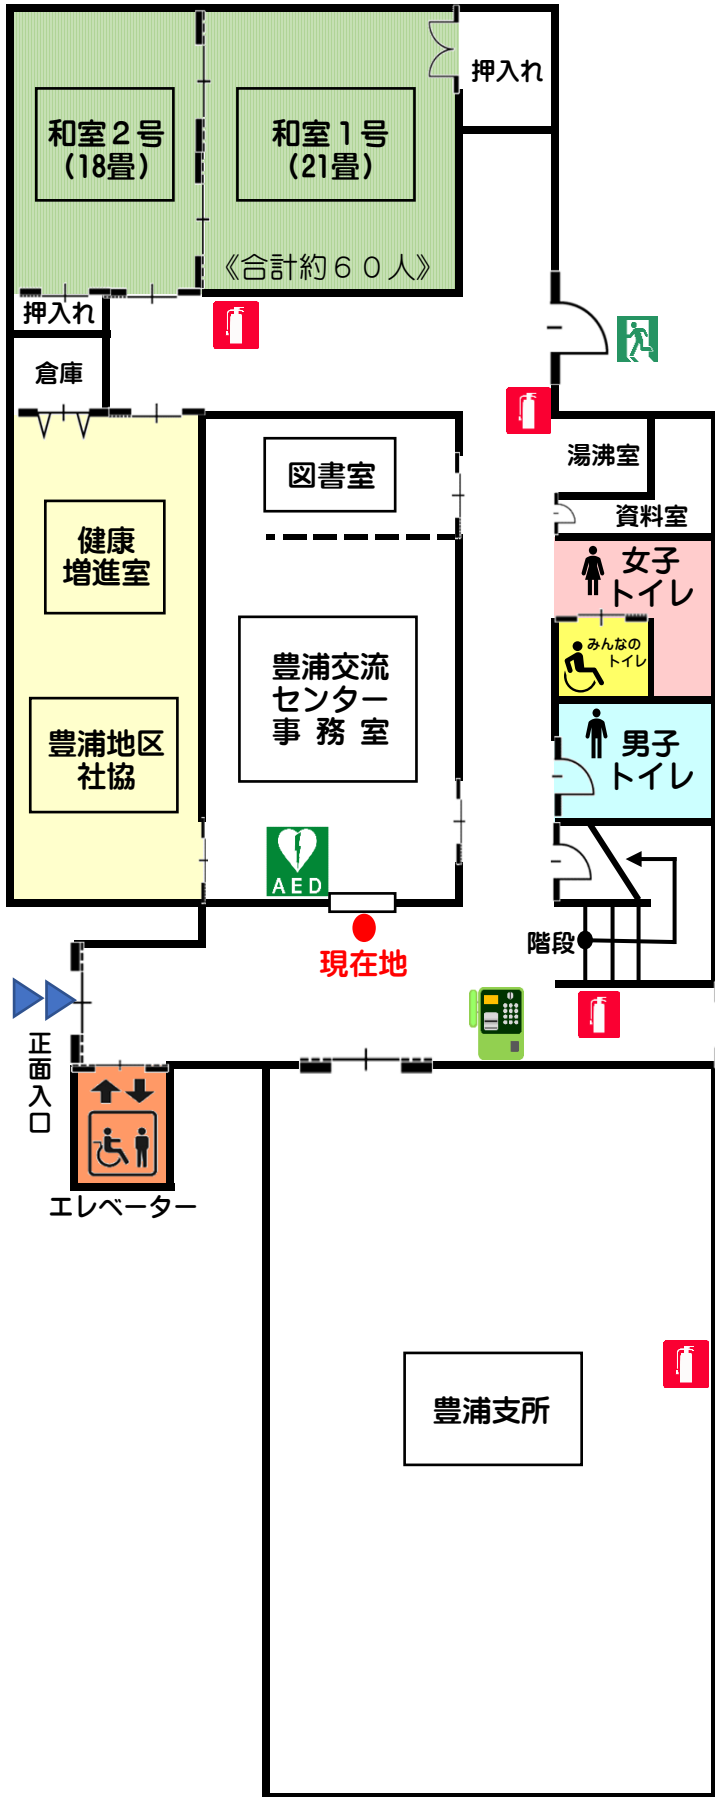 押入れ
和室２号
(18畳)
和室１号
(21畳)
《合計約６０人》
押入れ
倉庫
湯沸室
図書室
資料室
健康
増進室
女子
トイレ
みんなの
トイレ
豊浦交流
センター
事務室
豊浦地区
社協
男子
トイレ
AED
階段
現在地
正面入口
エレベーター
豊浦支所